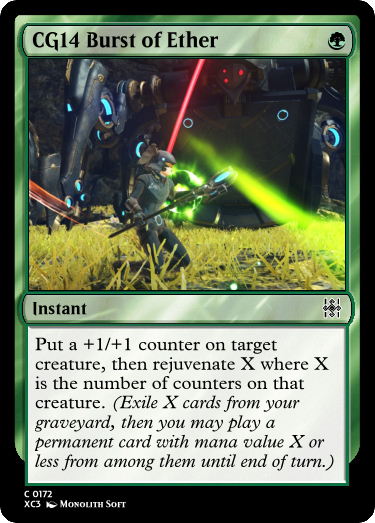 CG14 Burst of Ether
Instant
Put a +1/+1 counter on target
creature, then rejuvenate X where X
is the number of counters on that
creature. (Exile X cards from your
graveyard, then you may play a
permanent card with mana value X or
less from among them until end of turn.)
C 0172
XC3 Monolith Soft